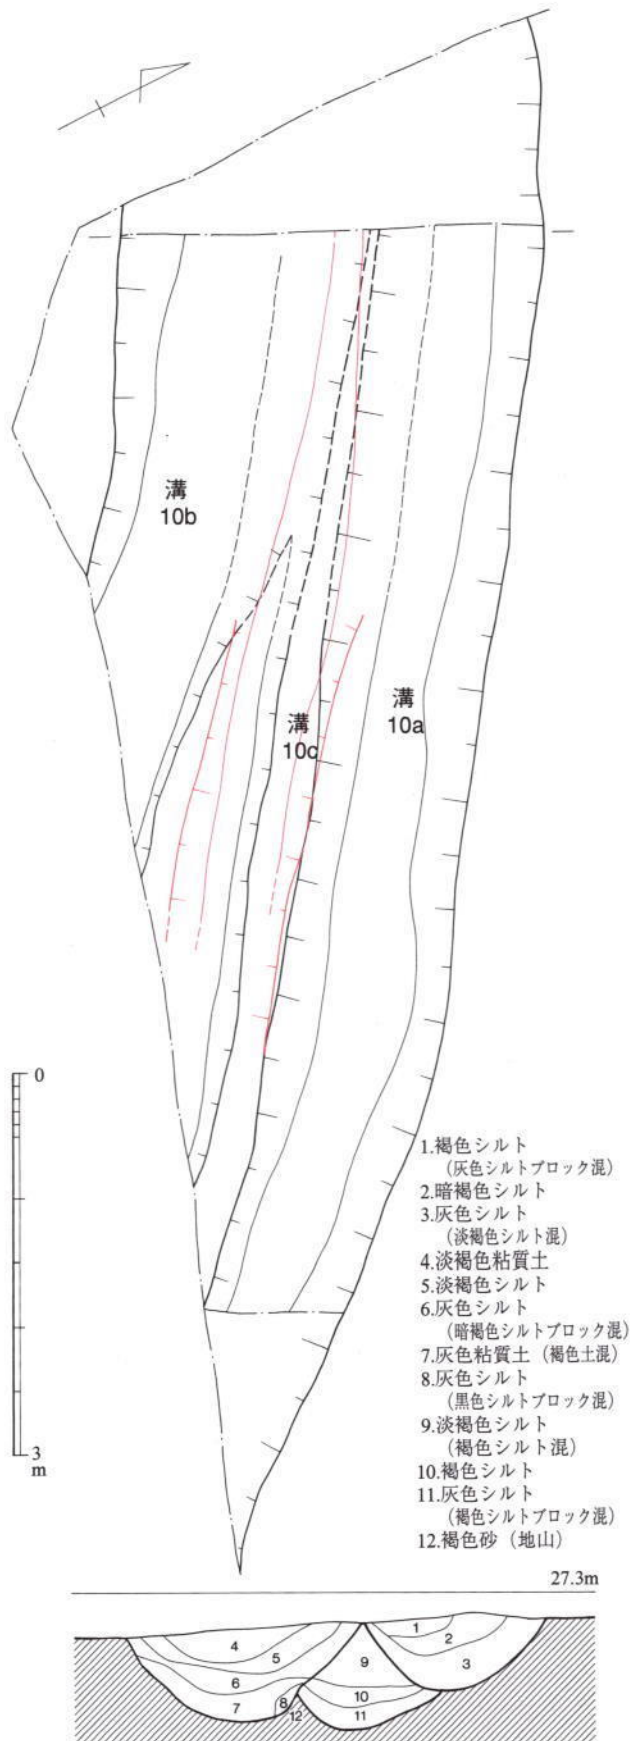 溝
10b
溝
10c
溝
10a
0
3
m
1.褐色シルト
(灰色シルトブロック混)
2.暗褐色シルト
3.灰色シルト
(淡褐色シルト混)
4.淡褐色粘質土
5.淡褐色シルト
6.灰色シルト
(暗褐色シルトブロック混)
7.灰色粘質土(褐色土混)
8.灰色シルト
(黒色シルトブロック混)
9.淡褐色シルト
(褐色シルト混)
10.褐色シルト
11.灰色シルト
(褐色シルトブロック混)
12.褐色砂(地山)
27.3m
1
2
3
4
5
6
7
8
9
10
11
12